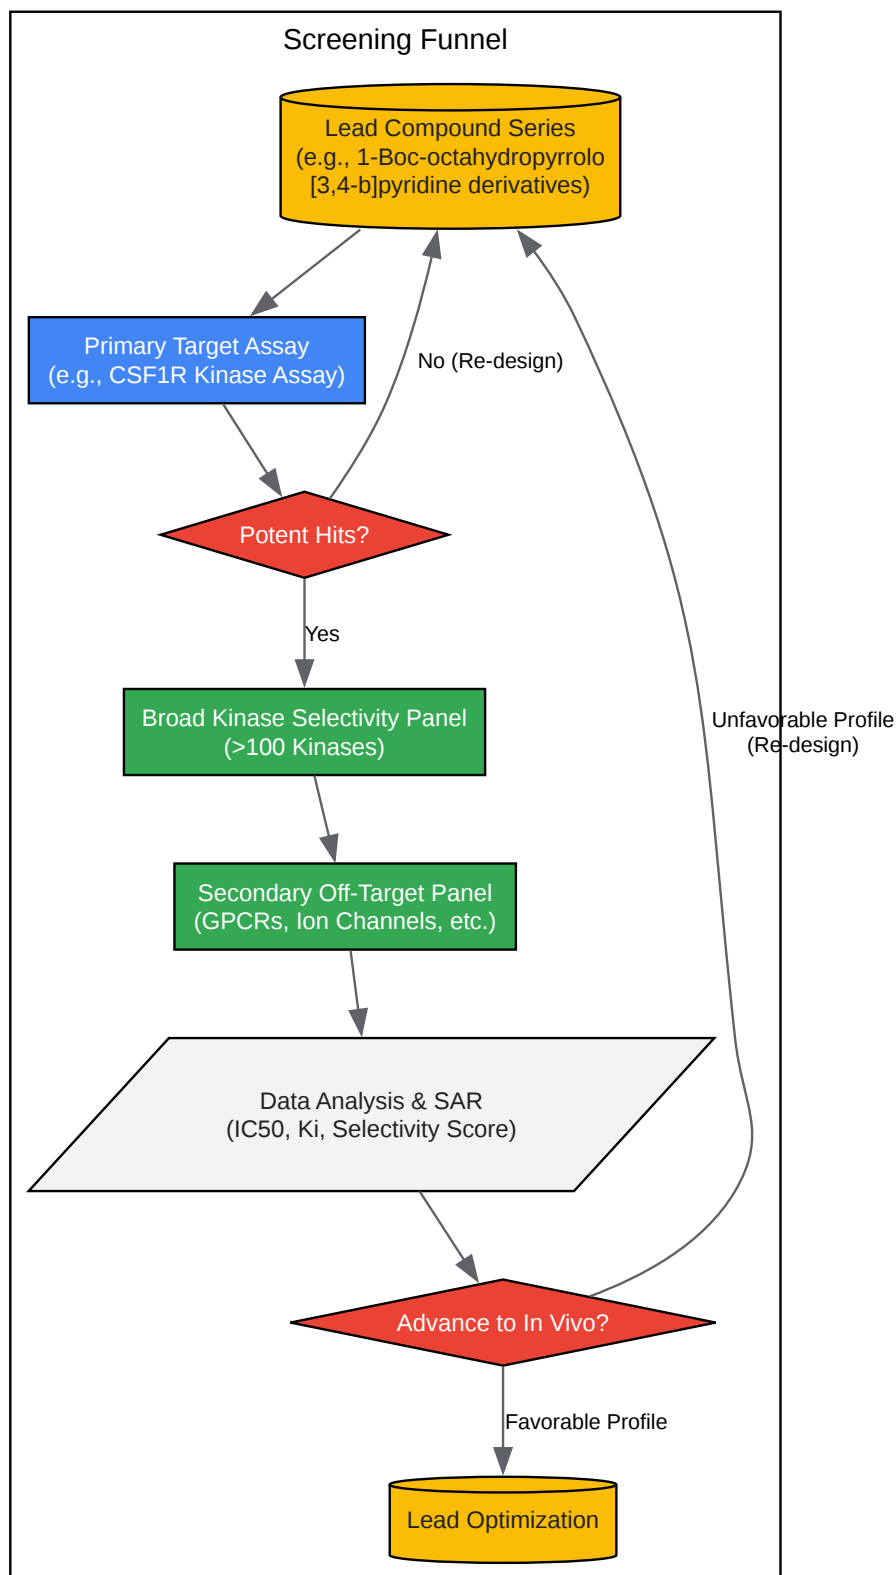 Screening Funnel
Lead Compound Series
(e.g., 1-Boc-octahydropyrrolo
[3,4-b]pyridine derivatives)
Primary Target Assay
(e.g., CSF1R Kinase Assay)
No (Re-design)
Potent Hits?
Yes
Broad Kinase Selectivity Panel
(>100 Kinases)
Unfavorable Profile
(Re-design)
Secondary Off-Target Panel
(GPCRs, Ion Channels, etc.)
Data Analysis & SAR
(IC50, Ki, Selectivity Score)
Advance to In Vivo?
Favorable Profile
Lead Optimization